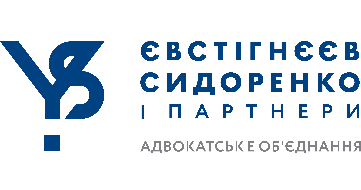 ЄВСТІГНЄЄВ
СИДОРЕНКО
І ПАРТНЕРИ
АДВОКАТСЬКЕ ОБ'ЄДНАННЯ